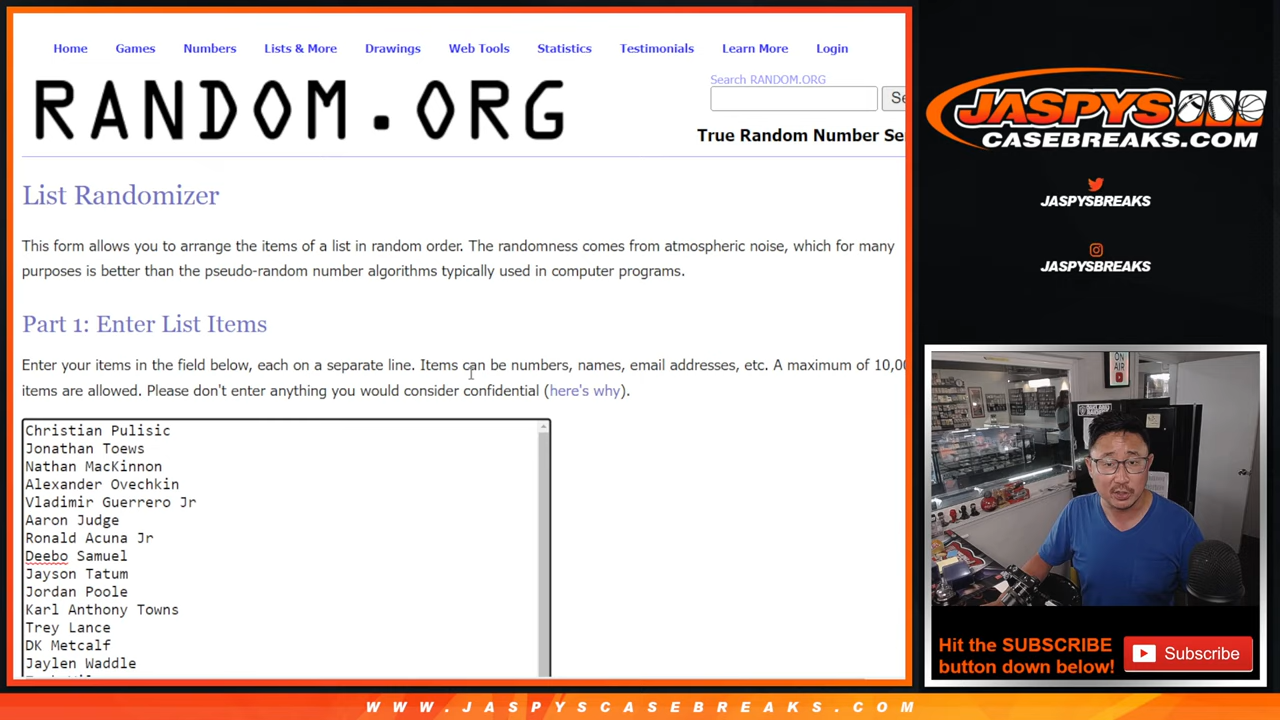 Home Games Numbers Lists & More Drawings Web Tools Statistics Testimonials Learn More Login
RANDOM.ORG
Search RANDOM.ORG
True Random Number Se
List Randomizer
This form allows you to arrange the items of a list in random order. The randomness comes from atmospheric noise, which for many
purposes is better than the pseudo-random number algorithms typically used in computer programs.
Part 1: Enter List Items
Enter your items in the field below, each on a separate line. Items can be numbers, names, email addresses, etc. A maximum of 10,00
items are allowed. Please don't enter anything you would consider confidential (here's why).
Christian Pulisic
Jonathan Toews
Nathan MacKinnon
Alexander Ovechkin
Vladimir Guerrero Jr
Aaron Judge
Ronald Acuna Jr
Deebo Samuel
Jayson Tatum
Jordan Poole
Karl Anthony Towns
Trey Lance
DK Metcalf
Jaylen Waddle
JASPYS
CASEBREAKS.COM
JASPYSBREAKS
JASPYSBREAKS
ON
AIR
Hit the SUBSCRIBE
button down below!
Subscribe
WWW.JASPYSCASEBREAKS.COM